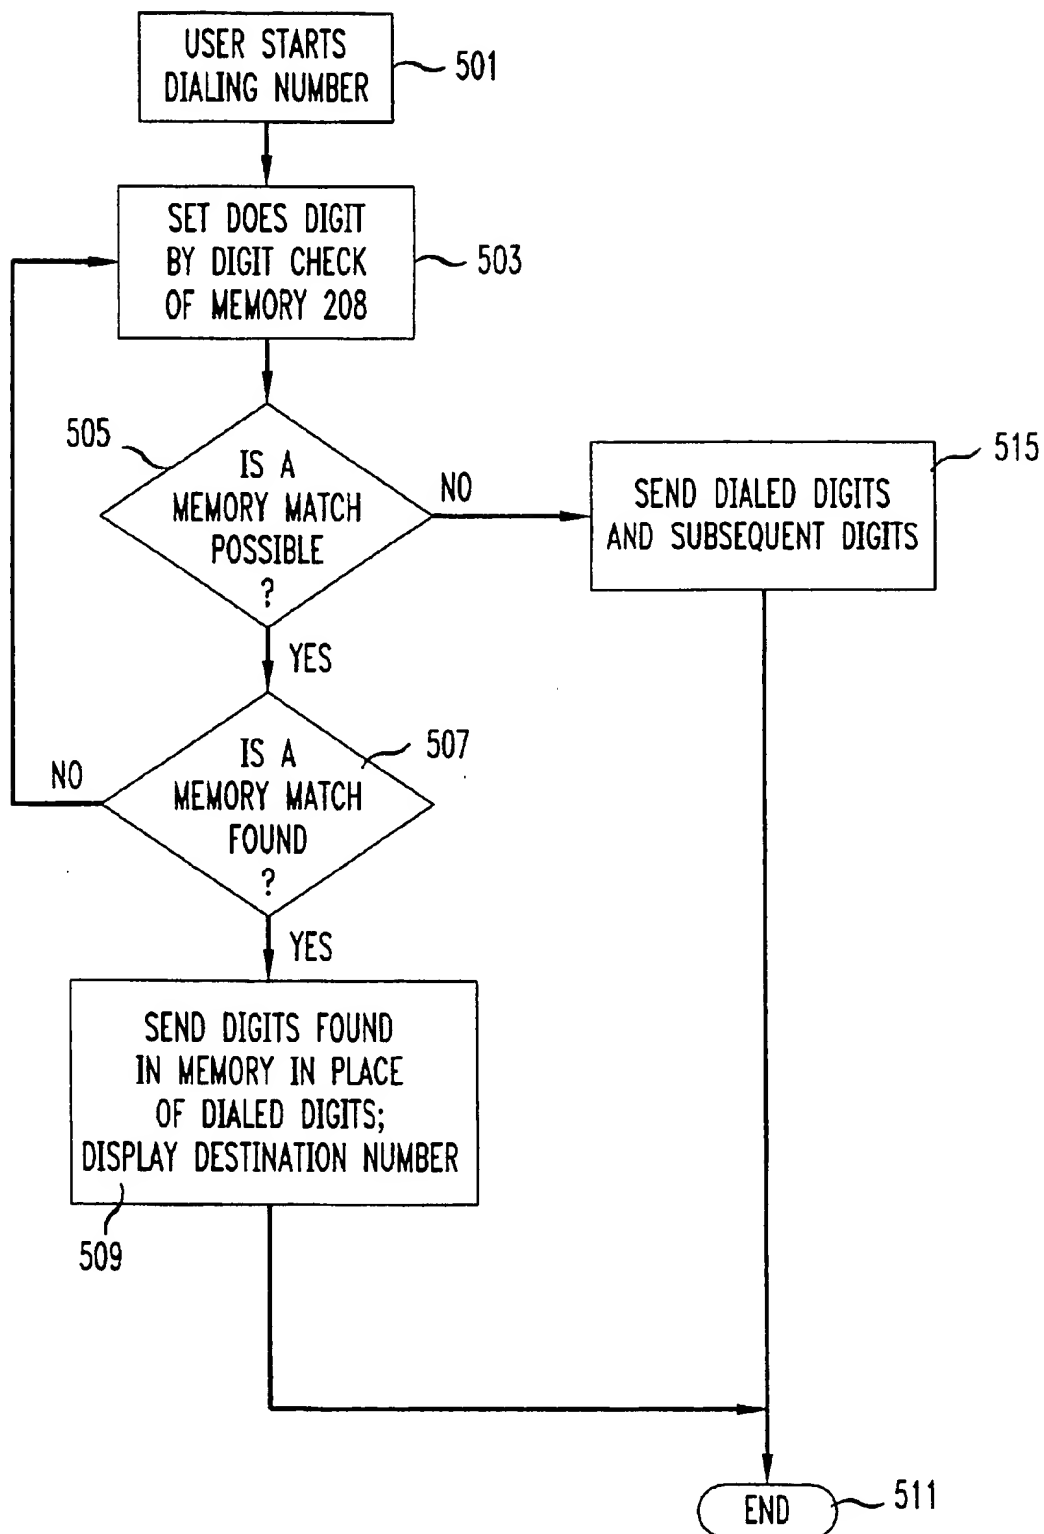 USER STARTS
DIALING NUMBER
501
SET DOES DIGIT
BY DIGIT CHECK
OF MEMORY 208
503
505
IS A
MEMORY MATCH
POSSIBLE
?
NO
SEND DIALED DIGITS
AND SUBSEQUENT DIGITS
515
YES
IS A
MEMORY MATCH
FOUND
?
507
NO
YES
SEND DIGITS FOUND
IN MEMORY IN PLACE
OF DIALED DIGITS;
DISPLAY DESTINATION NUMBER
509
END
511